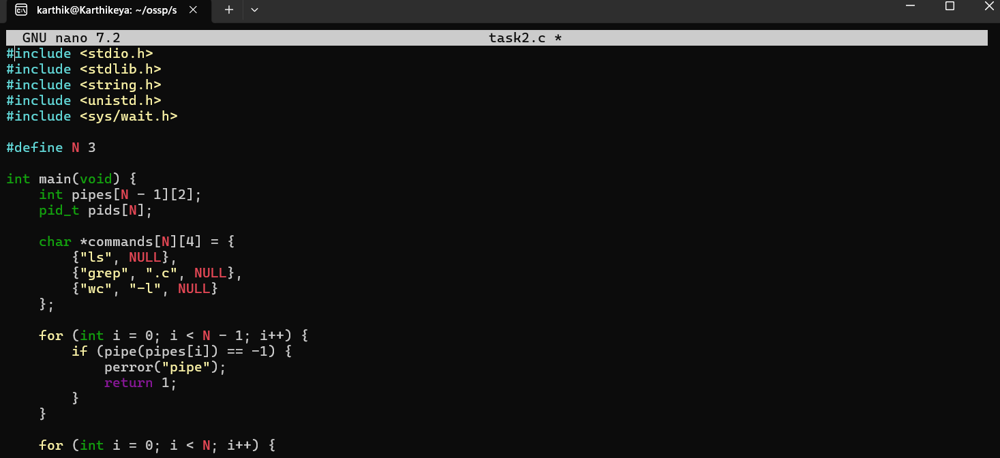 karthik@Karthikeya: ~/ossp/s
GNU nano 7.2 task2.c *
#include <stdio.h>
#include <stdlib.h>
#include <string.h>
#include <unistd.h>
#include <sys/wait.h>

#define N 3

int main(void) {
    int pipes[N - 1][2];
    pid_t pids[N];

    char *commands[N][4] = {
        {"ls", NULL},
        {"grep", ".c", NULL},
        {"wc", "-l", NULL}
    };

    for (int i = 0; i < N - 1; i++) {
        if (pipe(pipes[i]) == -1) {
            perror("pipe");
            return 1;
        }
    }

    for (int i = 0; i < N; i++) {